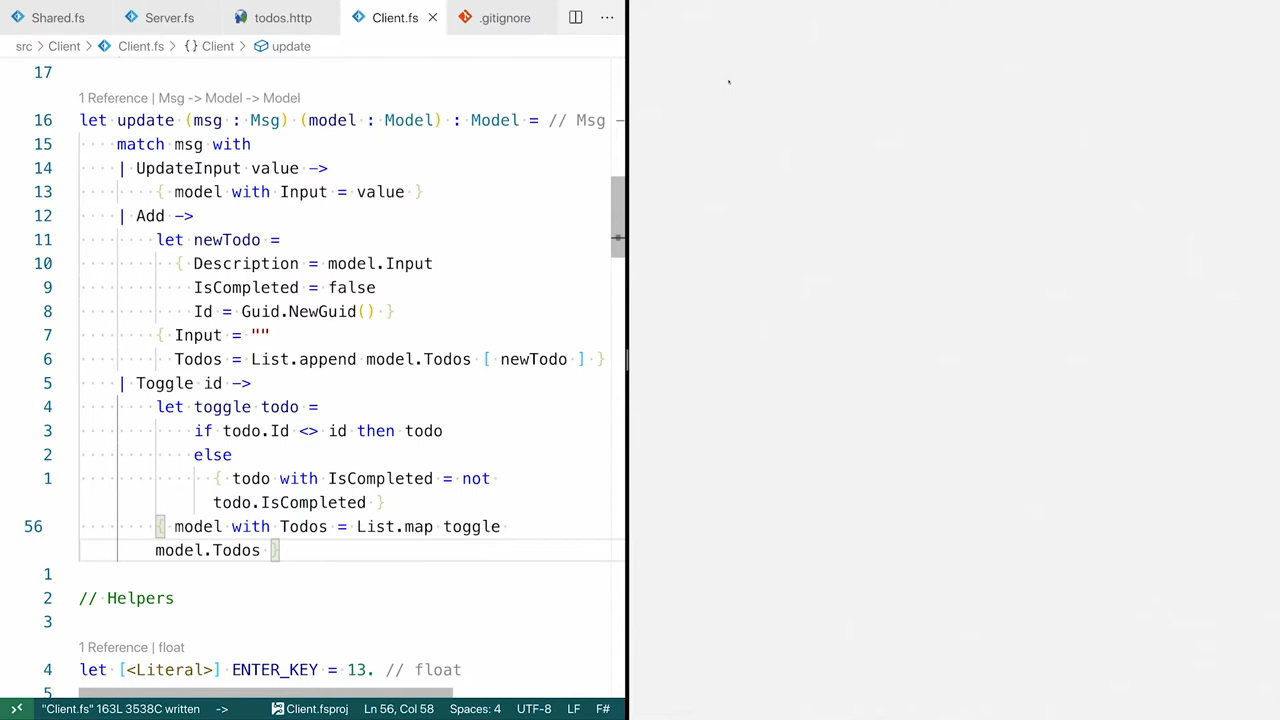 Shared.fs Server.fs todos.http Client.fs .gitignore
src > Client > Client.fs > {} Client > update
17
1 Reference | Msg -> Model -> Model
16 let update (msg : Msg) (model : Model) : Model = // Msg
15 match msg with
14 | UpdateInput value ->
13 { model with Input = value }
12 | Add ->
11 let newTodo =
10 { Description = model.Input
9 IsCompleted = false
8 Id = Guid.NewGuid() }
7 { Input = ""
6 Todos = List.append model.Todos [ newTodo ] }
5 | Toggle id ->
4 let toggle todo =
3 if todo.Id <> id then todo
2 else
1 { todo with IsCompleted = not
todo.IsCompleted }
56 { model with Todos = List.map toggle
model.Todos }
1
2 // Helpers
3
1 Reference | float
4 let [<Literal>] ENTER_KEY = 13. // float
5
"Client.fs" 163L 3538C written -> Client.fsproj Ln 56, Col 58 Spaces: 4 UTF-8 LF F#